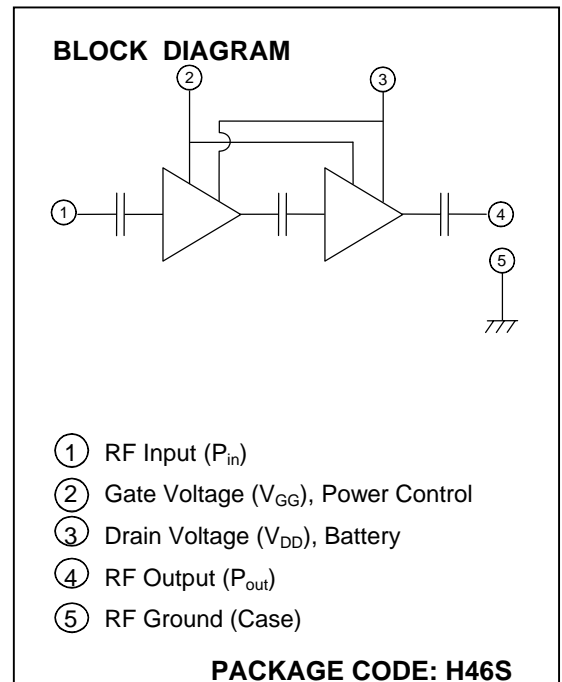 BLOCK DIAGRAM
2 3
1 4
5
1 RF Input (Pin)
2 Gate Voltage (VGG), Power Control
3 Drain Voltage (VDD), Battery
4 RF Output (Pout)
5 RF Ground (Case)
PACKAGE CODE: H46S